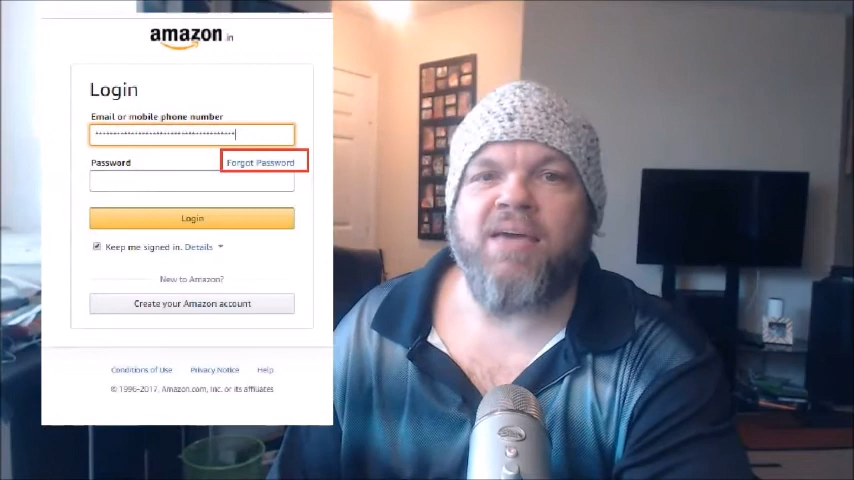 amazon.in
Login
Email or mobile phone number
****************************************
Password Forgot Password
Login
Keep me signed in. Details
New to Amazon?
Create your Amazon account
Conditions of Use Privacy Notice Help
© 1996-2017, Amazon.com, Inc. or its affiliates